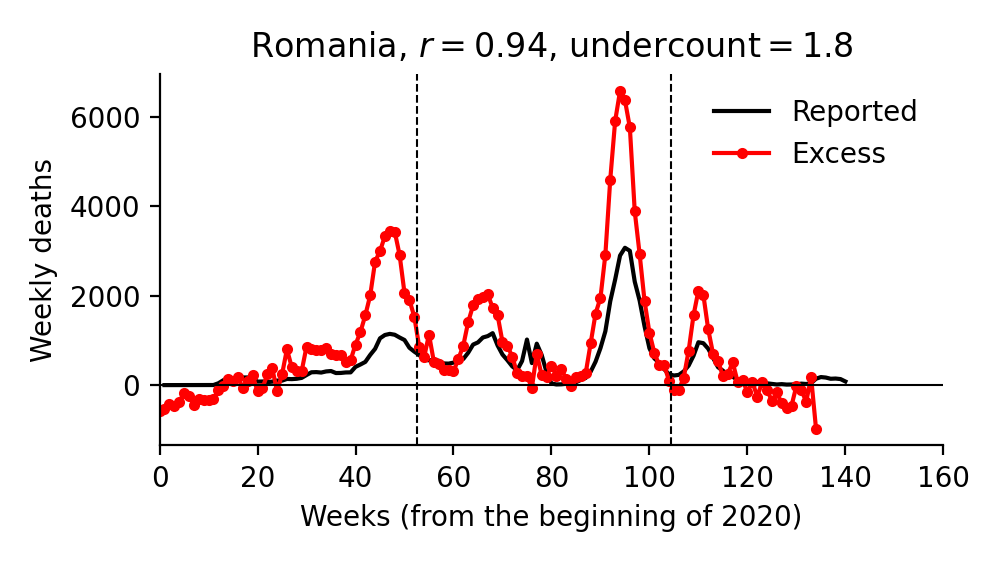 Romania, r = 0.94, undercount = 1.8
Reported
Excess
Weekly deaths
6000
4000
2000
0
0 20 40 60 80 100 120 140 160
Weeks (from the beginning of 2020)